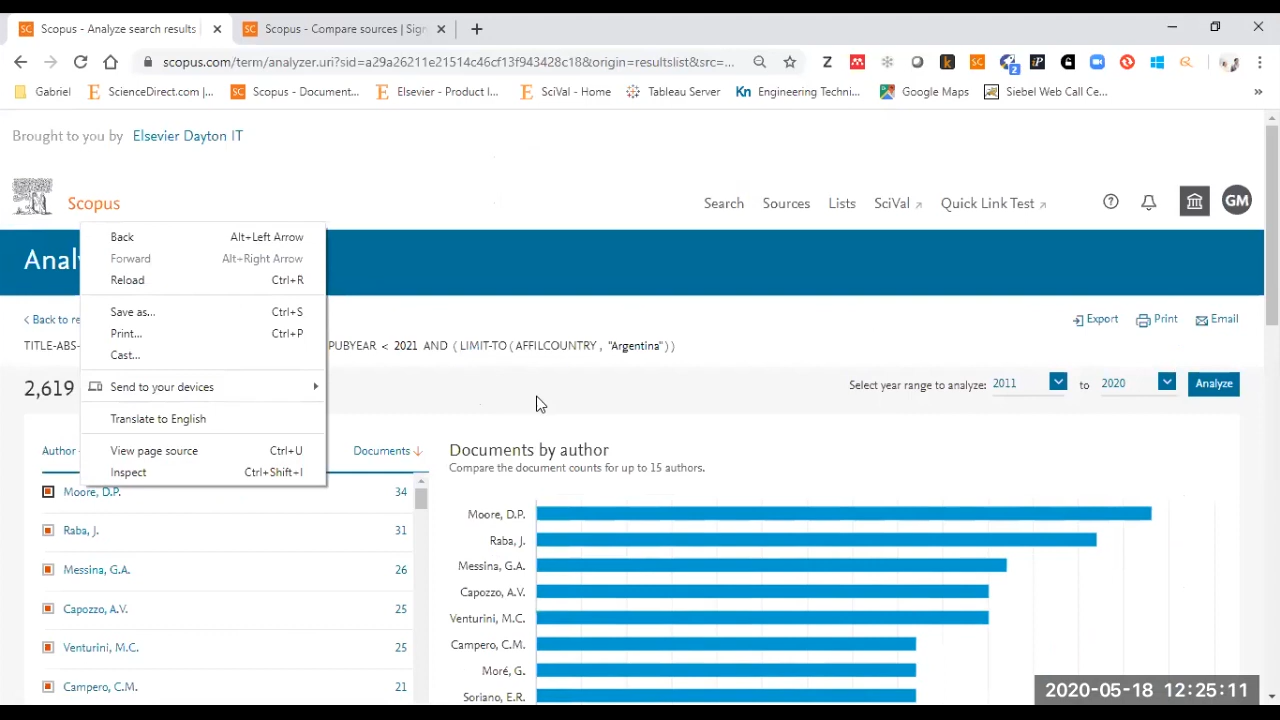 Scopus - Analyze search results
Scopus - Compare sources | Sign
scopus.com/term/analyzer.uri?sid=a29a26211e21514c46cf13f943428c18&origin=resultslist&src=...
Gabriel
ScienceDirect.com |...
Scopus - Document...
Elsevier - Product I...
SciVal - Home
Tableau Server
Kn Engineering Techni...
Google Maps
Siebel Web Call Ce...
Brought to you by Elsevier Dayton IT
Scopus
Search
Sources
Lists
SciVal
Quick Link Test
GM
Analy
Back Alt+Left Arrow
Forward Alt+Right Arrow
Reload Ctrl+R
Save as... Ctrl+S
Print... Ctrl+P
Cast...
Send to your devices
Translate to English
View page source Ctrl+U
Inspect Ctrl+Shift+I
Back to re
Export
Print
Email
TITLE-ABS- PUBYEAR < 2021 AND ( LIMIT-TO ( AFFILCOUNTRY , "Argentina" ) )
2,619
Select year range to analyze: 2011 to 2020 Analyze
Author
Documents
Moore, D.P. 34
Raba, J. 31
Messina, G.A. 26
Capozzo, A.V. 25
Venturini, M.C. 25
Campero, C.M. 21
Documents by author
Compare the document counts for up to 15 authors.
Moore, D.P.
Raba, J.
Messina, G.A.
Capozzo, A.V.
Venturini, M.C.
Campero, C.M.
Moré, G.
Soriano, E.R.
2020-05-18 12:25:11